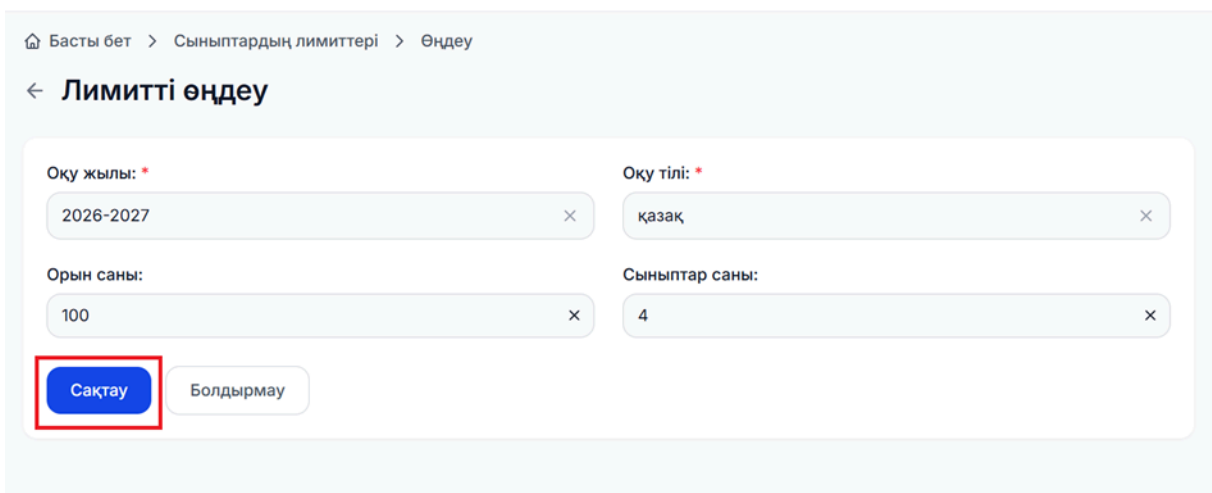 Басты бет > Сыныптардың лимиттері > Өңдеу
← Лимитті өңдеу
Оқу жылы: * Оқу тілі: *
2026-2027 × қазақ ×
Орын саны: Сыныптар саны:
100 × 4 ×
Сақтау Болдырмау